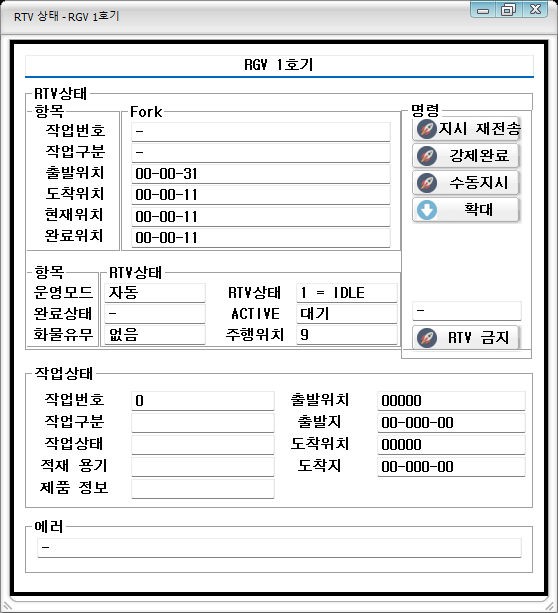 RTV 상태 - RGV 1호기
RGV 1호기
RTV상태
항목 Fork 명령
작업번호 - 지시 재전송
작업구분 - 강제완료
출발위치 00-00-31 수동지시
도착위치 00-00-11 확대
현재위치 00-00-11
완료위치 00-00-11
항목 RTV상태
운영모드 자동 RTV상태 1 = IDLE
완료상태 - ACTIVE 대기 -
화물유무 없음 주행위치 9 RTV 금지
작업상태
작업번호 0 출발위치 00000
작업구분 출발지 00-000-00
작업상태 도착위치 00000
적재 용기 도착지 00-000-00
제품 정보
에러
-